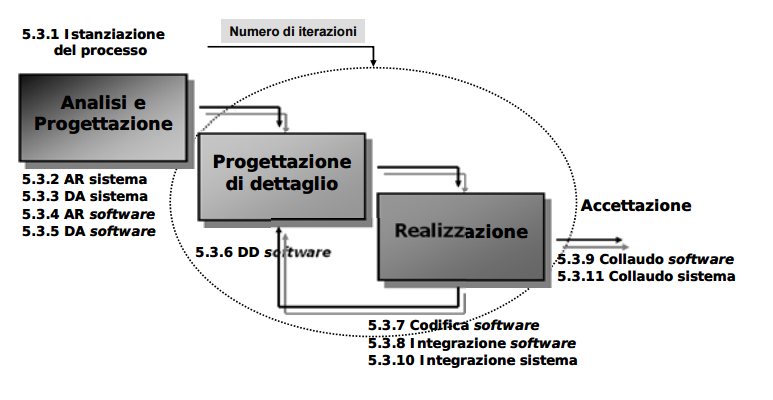 5.3.1 Istanziazione
del processo
Numero di iterazioni
Analisi e
Progettazione
5.3.2 AR sistema
5.3.3 DA sistema
5.3.4 AR software
5.3.5 DA software
Progettazione
di dettaglio
5.3.6 DD software
Realizzazione
Accettazione
5.3.9 Collaudo software
5.3.11 Collaudo sistema
5.3.7 Codifica software
5.3.8 Integrazione software
5.3.10 Integrazione sistema